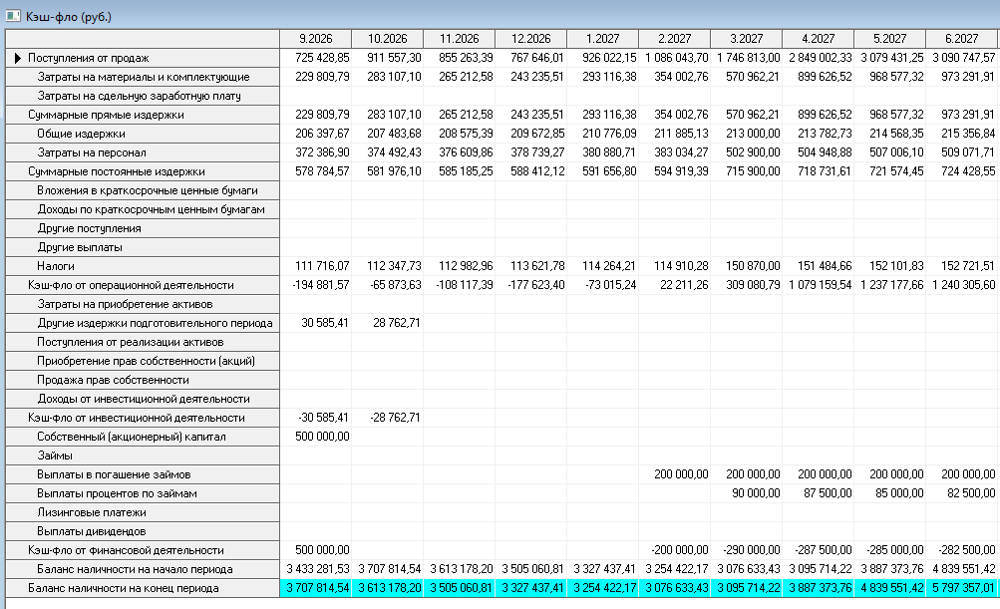 Кэш-фло (руб.)
9.2026 10.2026 11.2026 12.2026 1.2027 2.2027 3.2027 4.2027 5.2027 6.2027
Поступления от продаж 725 428,85 911 557,30 855 263,39 767 646,01 926 022,15 1 086 043,70 1 746 813,00 2 849 002,33 3 079 431,25 3 090 747,57
Затраты на материалы и комплектующие 229 809,79 283 107,10 265 212,58 243 235,51 293 116,38 354 002,76 570 962,21 899 626,52 968 577,32 973 291,91
Затраты на сдельную заработную плату
Суммарные прямые издержки 229 809,79 283 107,10 265 212,58 243 235,51 293 116,38 354 002,76 570 962,21 899 626,52 968 577,32 973 291,91
Общие издержки 206 397,67 207 483,68 208 575,39 209 672,85 210 776,09 211 885,13 213 000,00 213 782,73 214 568,35 215 356,84
Затраты на персонал 372 386,90 374 492,43 376 609,86 378 739,27 380 880,71 383 034,27 502 900,00 504 948,88 507 006,10 509 071,71
Суммарные постоянные издержки 578 784,57 581 976,10 585 185,25 588 412,12 591 656,80 594 919,39 715 900,00 718 731,61 721 574,45 724 428,55
Вложения в краткосрочные ценные бумаги
Доходы по краткосрочным ценным бумагам
Другие поступления
Другие выплаты
Налоги 111 716,07 112 347,73 112 982,96 113 621,78 114 264,21 114 910,28 150 870,00 151 484,66 152 101,83 152 721,51
Кэш-фло от операционной деятельности -194 881,57 -65 873,63 -108 117,39 -177 623,40 -73 015,24 22 211,26 309 080,79 1 079 159,54 1 237 177,66 1 240 305,60
Затраты на приобретение активов
Другие издержки подготовительного периода 30 585,41 28 762,71
Поступления от реализации активов
Приобретение прав собственности (акций)
Продажа прав собственности
Доходы от инвестиционной деятельности
Кэш-фло от инвестиционной деятельности -30 585,41 -28 762,71
Собственный (акционерный) капитал 500 000,00
Займы
Выплаты в погашение займов 200 000,00 200 000,00 200 000,00 200 000,00 200 000,00
Выплаты процентов по займам 90 000,00 87 500,00 85 000,00 82 500,00
Лизинговые платежи
Выплаты дивидендов
Кэш-фло от финансовой деятельности 500 000,00 -200 000,00 -290 000,00 -287 500,00 -285 000,00 -282 500,00
Баланс наличности на начало периода 3 433 281,53 3 707 814,54 3 613 178,20 3 505 060,81 3 327 437,41 3 254 422,17 3 076 633,43 3 095 714,22 3 887 373,76 4 839 551,42
Баланс наличности на конец периода 3 707 814,54 3 613 178,20 3 505 060,81 3 327 437,41 3 254 422,17 3 076 633,43 3 095 714,22 3 887 373,76 4 839 551,42 5 797 357,01